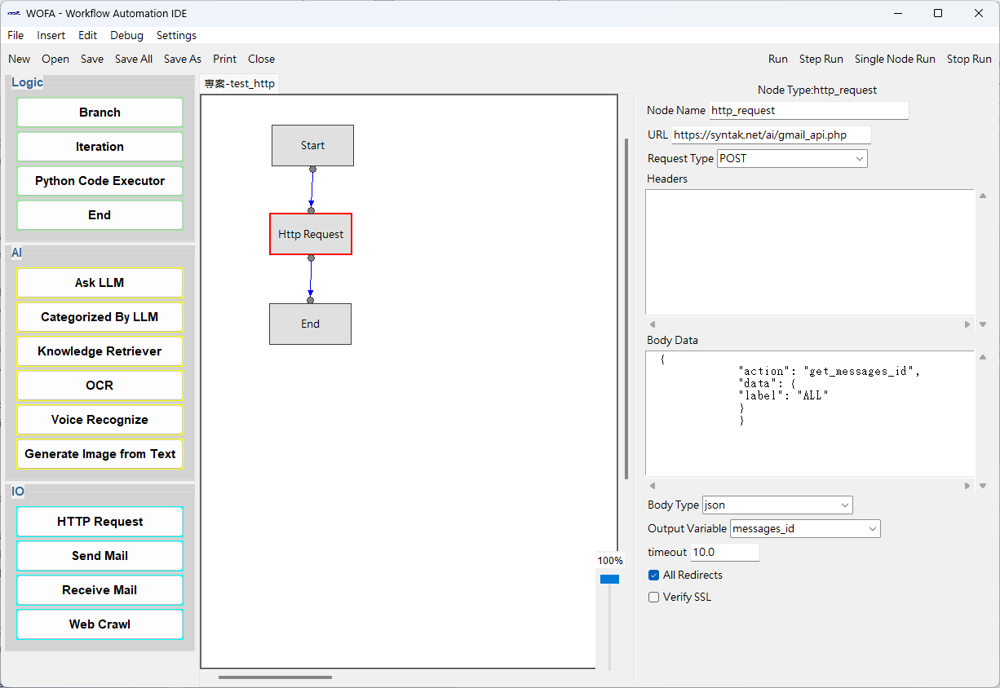 WOFA - Workflow Automation IDE
File Insert Edit Debug Settings
New Open Save Save All Save As Print Close Run Step Run Single Node Run Stop Run
Logic
Branch
Iteration
Python Code Executor
End
AI
Ask LLM
Categorized By LLM
Knowledge Retriever
OCR
Voice Recognize
Generate Image from Text
IO
HTTP Request
Send Mail
Receive Mail
Web Crawl
專案-test_http
Start
Http Request
End
100%
Node Type:http_request
Node Name http_request
URL https://syntak.net/ai/gmail_api.php
Request Type POST
Headers
Body Data
{
"action": "get_messages_id",
"data": {
"label": "ALL"
}
}
Body Type json
Output Variable messages_id
timeout 10.0
All Redirects
Verify SSL